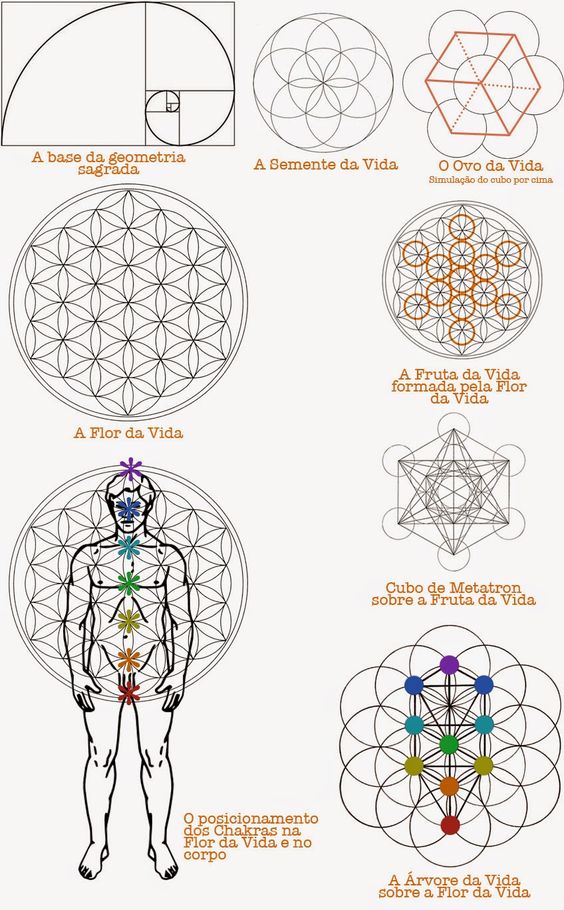 A base da geometria
sagrada
A Semente da Vida
O Ovo da Vida
Simulação do cubo por cima
A Flor da Vida
A Fruta da Vida
formada pela Flor
da Vida
Cubo de Metatron
sobre a Fruta da Vida
O posicionamento
dos Chakras na
Flor da Vida e no
corpo
A Árvore da Vida
sobre a Flor da Vida